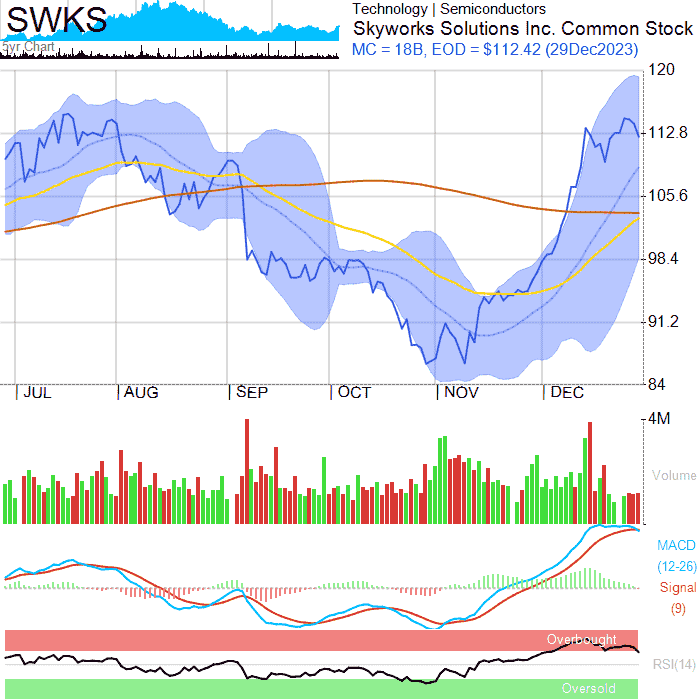 SWKS
Technology | Semiconductors
Skyworks Solutions Inc. Common Stock
MC = 18B, EOD = $112.42 (29Dec2023)
5yr Chart
120
112.8
105.6
98.4
91.2
84
JUL AUG SEP OCT NOV DEC
4M
Volume
MACD
(12-26)
Signal
(9)
Overbought
RSI(14)
Oversold